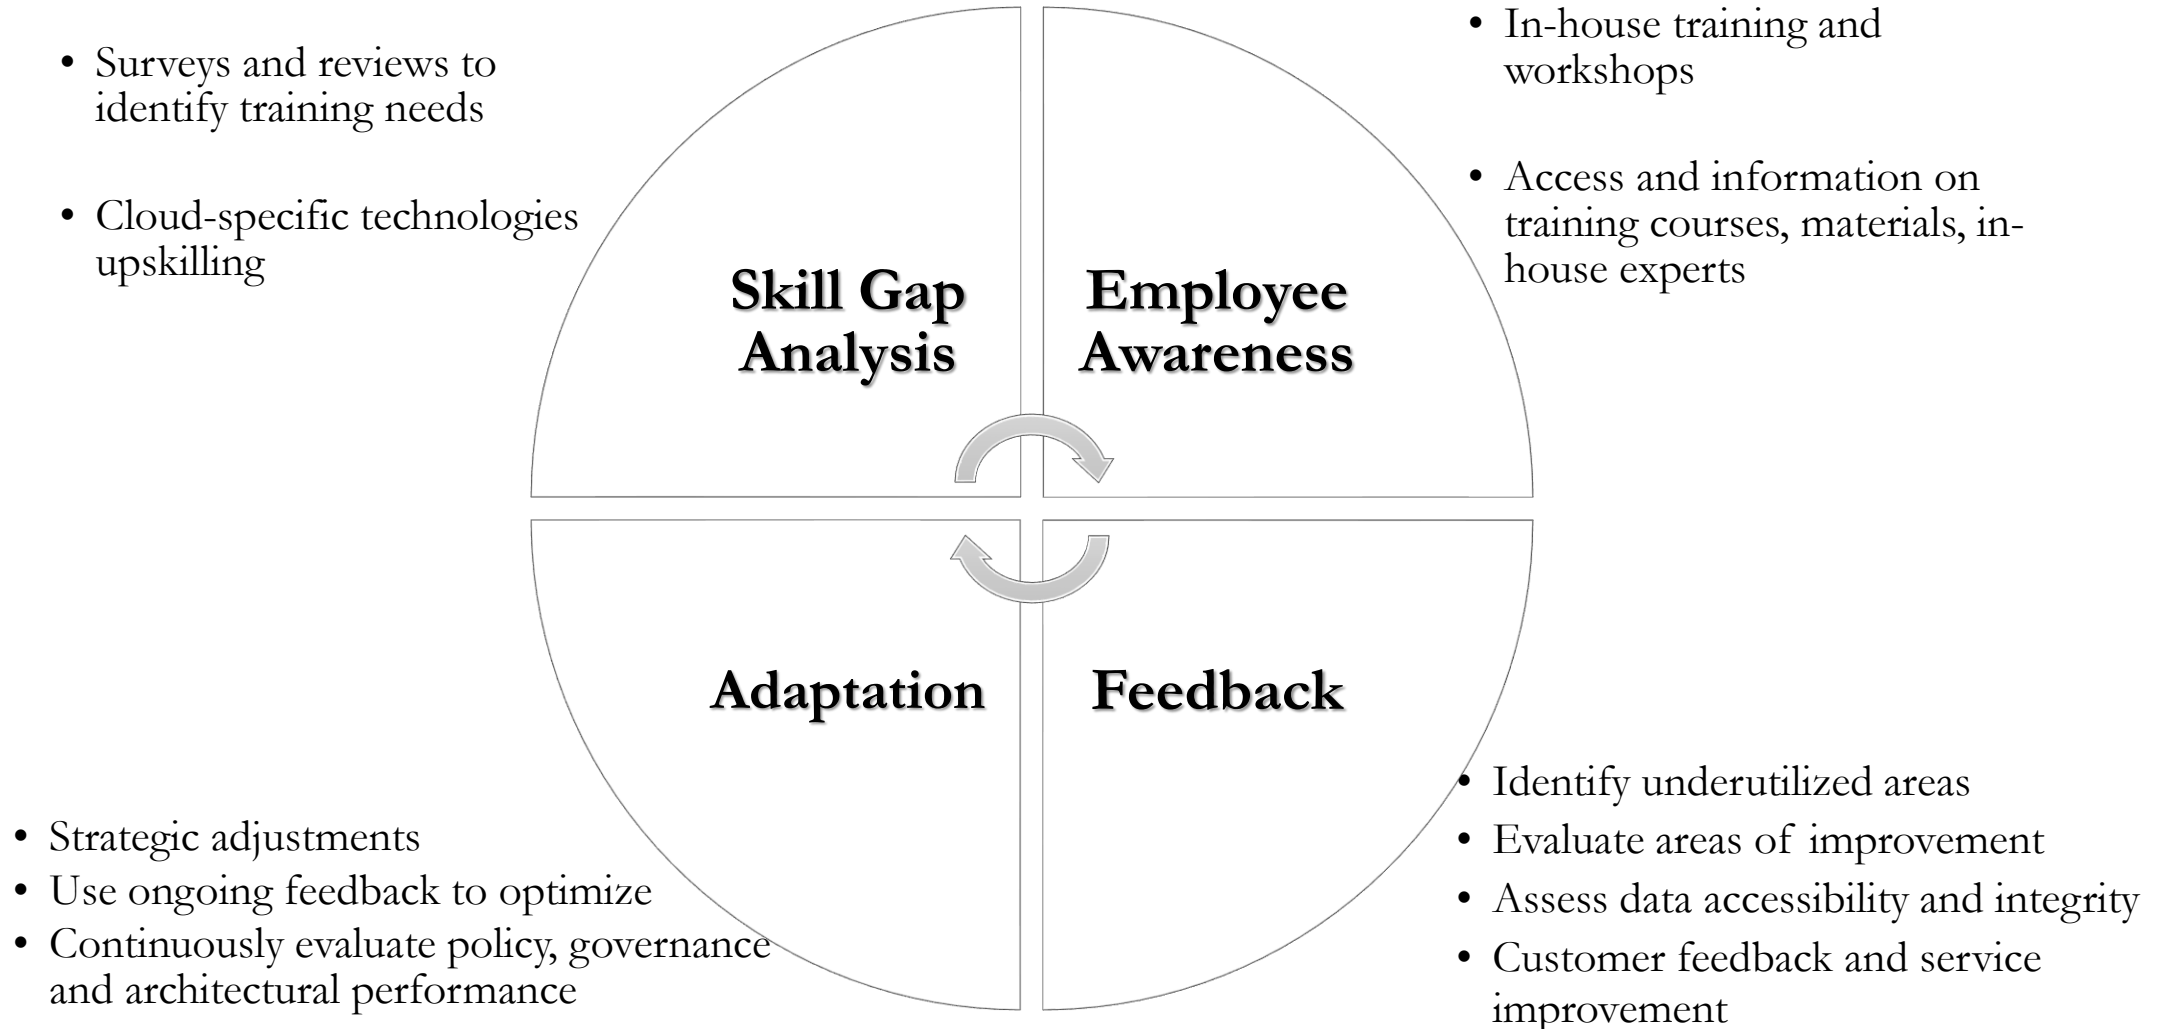 • Surveys and reviews to
identify training needs
• Cloud-specific technologies
upskilling
Skill Gap
Analysis
• In-house training and
workshops
• Access and information on
training courses, materials, in-
house experts
Employee
Awareness
Adaptation
• Strategic adjustments
• Use ongoing feedback to optimize
• Continuously evaluate policy, governance
and architectural performance
Feedback
• Identify underutilized areas
• Evaluate areas of improvement
• Assess data accessibility and integrity
• Customer feedback and service
improvement